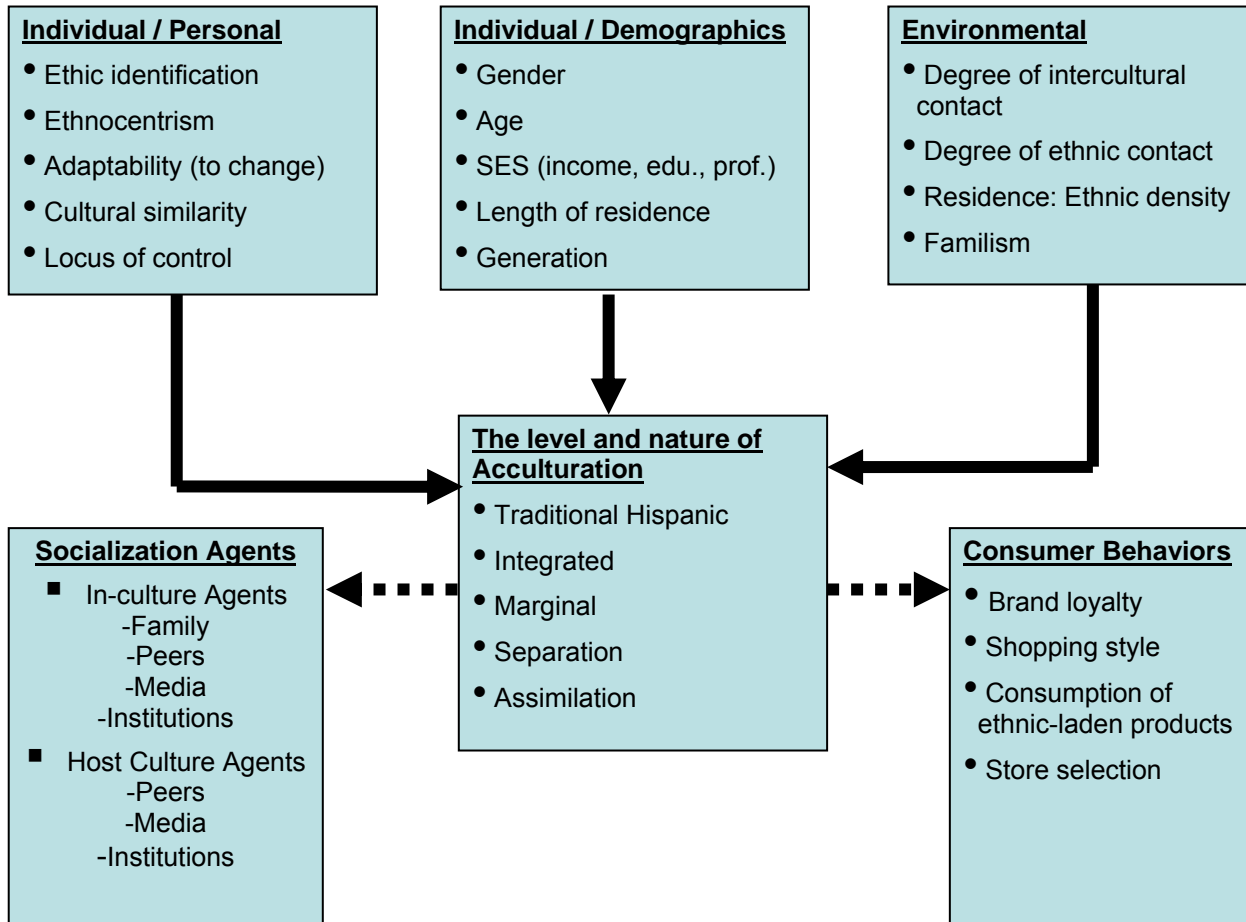 Individual / Personal
• Ethic identification
• Ethnocentrism
• Adaptability (to change)
• Cultural similarity
• Locus of control
Individual / Demographics
• Gender
• Age
• SES (income, edu., prof.)
• Length of residence
• Generation
Environmental
• Degree of intercultural
contact
• Degree of ethnic contact
• Residence: Ethnic density
• Familism
The level and nature of
Acculturation
• Traditional Hispanic
• Integrated
• Marginal
• Separation
• Assimilation
Socialization Agents
▪ In-culture Agents
-Family
-Peers
-Media
-Institutions
▪ Host Culture Agents
-Peers
-Media
-Institutions
Consumer Behaviors
• Brand loyalty
• Shopping style
• Consumption of
ethnic-laden products
• Store selection